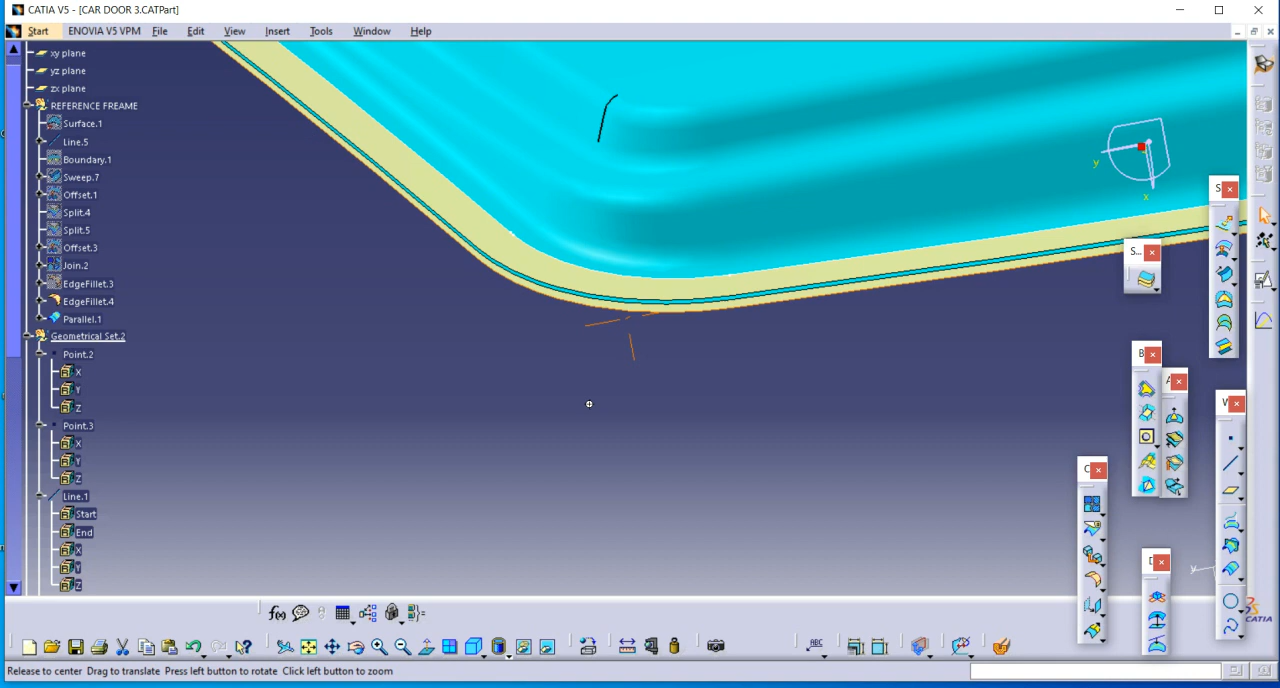 CATIA V5 - [CAR DOOR 3.CATPart]
Start ENOVIA V5 VPM File Edit View Insert Tools Window Help
xy plane
yz plane
zx plane
REFERENCE FREAME
Surface.1
Line.5
Boundary.1
Sweep.7
Offset.1
Split.4
Split.5
Offset.3
Join.2
EdgeFillet.3
EdgeFillet.4
Parallel.1
Geometrical Set.2
Point.2
X
Y
Z
Point.3
X
Y
Z
Line.1
Start
End
X
Y
Z
y
x
S
S...
B
A
W
C
D
y
f(x)
ABC
CATIA
Release to center Drag to translate Press left button to rotate Click left button to zoom